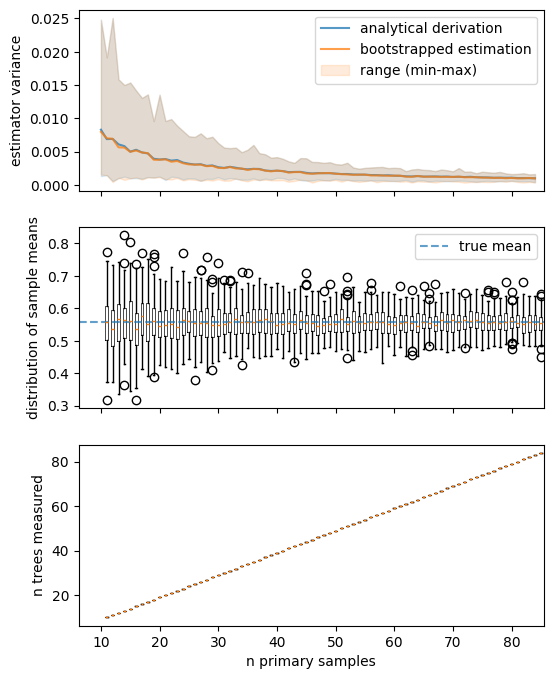 0.025
0.020
0.015
0.010
0.005
0.000
estimator variance
analytical derivation
bootstrapped estimation
range (min-max)
0.8
0.7
0.6
0.5
0.4
0.3
distribution of sample means
true mean
80
60
40
20
n trees measured
10 20 30 40 50 60 70 80
n primary samples